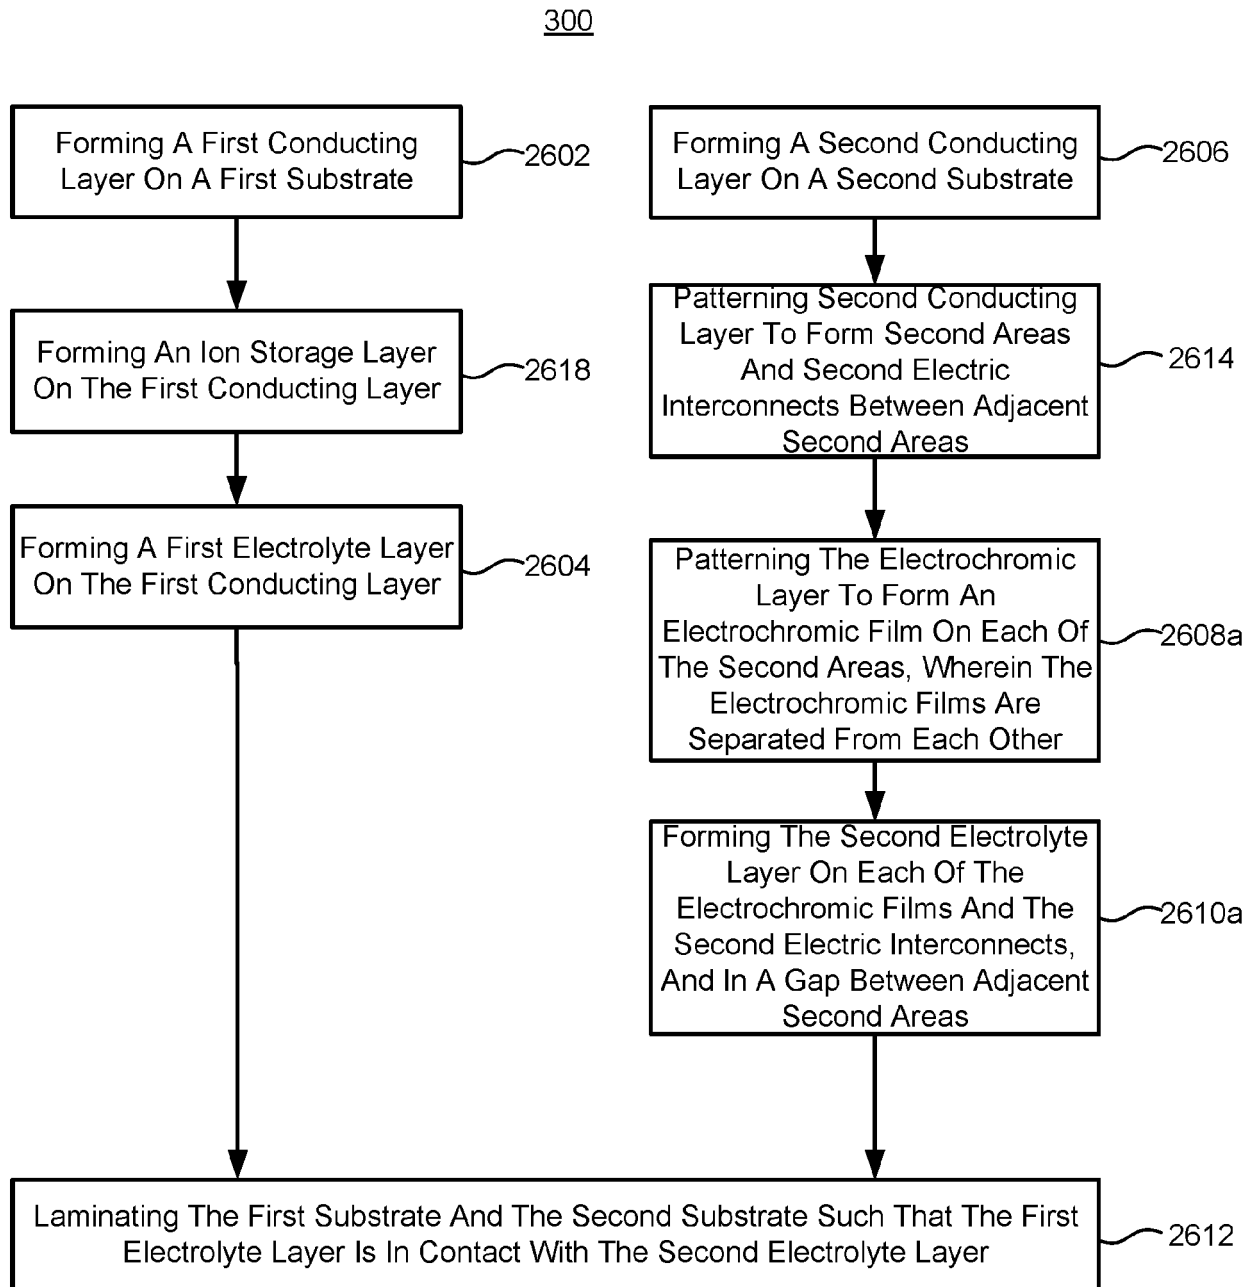 300
Forming A First Conducting
Layer On A First Substrate
2602
Forming An Ion Storage Layer
On The First Conducting Layer
2618
Forming A First Electrolyte Layer
On The First Conducting Layer
2604
Forming A Second Conducting
Layer On A Second Substrate
2606
Patterning Second Conducting
Layer To Form Second Areas
And Second Electric
Interconnects Between Adjacent
Second Areas
2614
Patterning The Electrochromic
Layer To Form An
Electrochromic Film On Each Of
The Second Areas, Wherein The
Electrochromic Films Are
Separated From Each Other
2608a
Forming The Second Electrolyte
Layer On Each Of The
Electrochromic Films And The
Second Electric Interconnects,
And In A Gap Between Adjacent
Second Areas
2610a
Laminating The First Substrate And The Second Substrate Such That The First
Electrolyte Layer Is In Contact With The Second Electrolyte Layer
2612